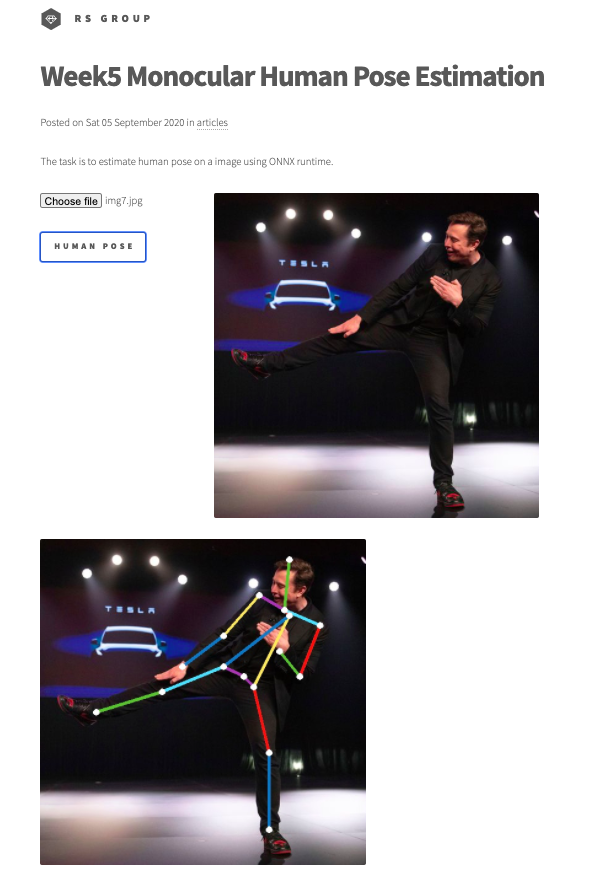 RS GROUP
Week5 Monocular Human Pose Estimation
Posted on Sat 05 September 2020 in articles
The task is to estimate human pose on a image using ONNX runtime.
Choose file img7.jpg
HUMAN POSE
TESLA
TESLA